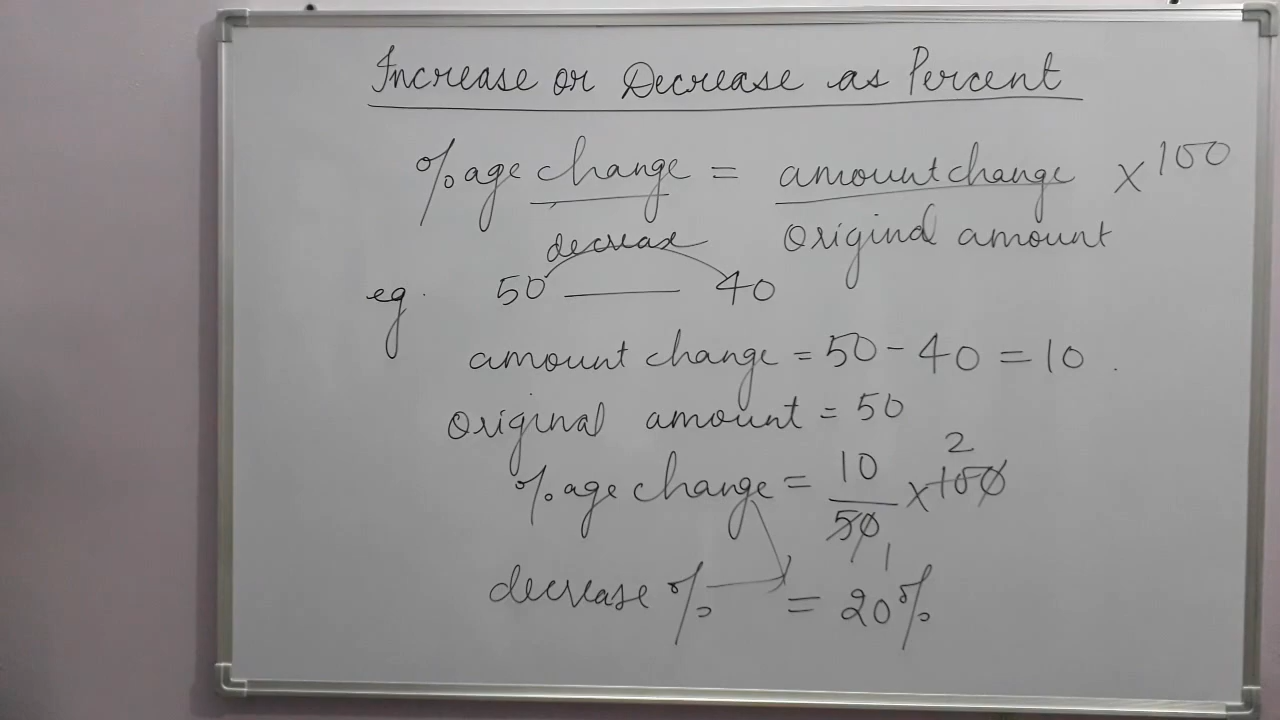 Increase or Decrease as Percent
%age change = amount change / Original amount × 100
decrease
eg. 50 — 40
amount change = 50 - 40 = 10.
original amount = 50
%age change = 10 / 50 × 100
2
1
decrease % = 20%